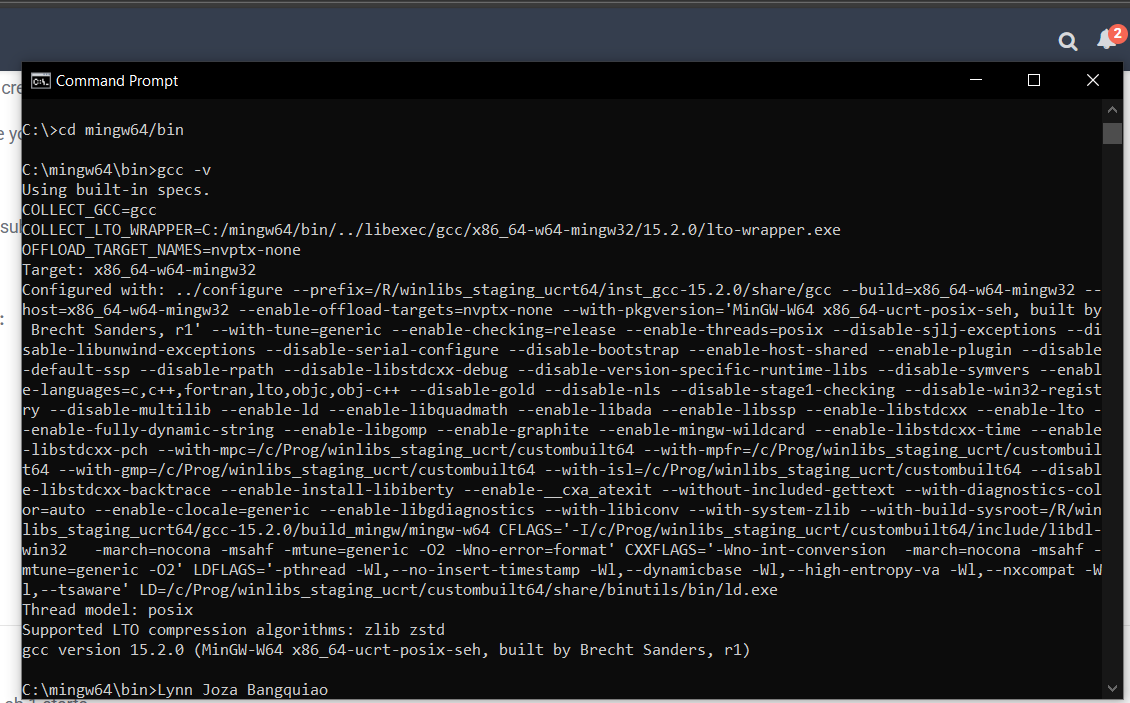 2
cre
Command Prompt
C:\>cd mingw64/bin
C:\mingw64\bin>gcc -v
Using built-in specs.
COLLECT_GCC=gcc
COLLECT_LTO_WRAPPER=C:/mingw64/bin/../libexec/gcc/x86_64-w64-mingw32/15.2.0/lto-wrapper.exe
OFFLOAD_TARGET_NAMES=nvptx-none
Target: x86_64-w64-mingw32
Configured with: ../configure --prefix=/R/winlibs_staging_ucrt64/inst_gcc-15.2.0/share/gcc --build=x86_64-w64-mingw32 --
host=x86_64-w64-mingw32 --enable-offload-targets=nvptx-none --with-pkgversion='MinGW-W64 x86_64-ucrt-posix-seh, built by
 Brecht Sanders, r1' --with-tune=generic --enable-checking=release --enable-threads=posix --disable-sjlj-exceptions --di
sable-libunwind-exceptions --disable-serial-configure --disable-bootstrap --enable-host-shared --enable-plugin --disable
-default-ssp --disable-rpath --disable-libstdcxx-debug --disable-version-specific-runtime-libs --disable-symvers --enabl
e-languages=c,c++,fortran,lto,objc,obj-c++ --disable-gold --disable-nls --disable-stage1-checking --disable-win32-regist
ry --disable-multilib --enable-ld --enable-libquadmath --enable-libada --enable-libssp --enable-libstdcxx --enable-lto -
-enable-fully-dynamic-string --enable-libgomp --enable-graphite --enable-mingw-wildcard --enable-libstdcxx-time --enable
-libstdcxx-pch --with-mpc=/c/Prog/winlibs_staging_ucrt/custombuilt64 --with-mpfr=/c/Prog/winlibs_staging_ucrt/custombuil
t64 --with-gmp=/c/Prog/winlibs_staging_ucrt/custombuilt64 --with-isl=/c/Prog/winlibs_staging_ucrt/custombuilt64 --disabl
e-libstdcxx-backtrace --enable-install-libiberty --enable-__cxa_atexit --without-included-gettext --with-diagnostics-col
or=auto --enable-clocale=generic --enable-libgdiagnostics --with-libiconv --with-system-zlib --with-build-sysroot=/R/win
libs_staging_ucrt64/gcc-15.2.0/build_mingw/mingw-w64 CFLAGS='-I/c/Prog/winlibs_staging_ucrt/custombuilt64/include/libdl-
win32   -march=nocona -msahf -mtune=generic -O2 -Wno-error=format' CXXFLAGS='-Wno-int-conversion  -march=nocona -msahf -
mtune=generic -O2' LDFLAGS='-pthread -Wl,--no-insert-timestamp -Wl,--dynamicbase -Wl,--high-entropy-va -Wl,--nxcompat -W
l,--tsaware' LD=/c/Prog/winlibs_staging_ucrt/custombuilt64/share/binutils/bin/ld.exe
Thread model: posix
Supported LTO compression algorithms: zlib zstd
gcc version 15.2.0 (MinGW-W64 x86_64-ucrt-posix-seh, built by Brecht Sanders, r1)
C:\mingw64\bin>Lynn Joza Bangquiao